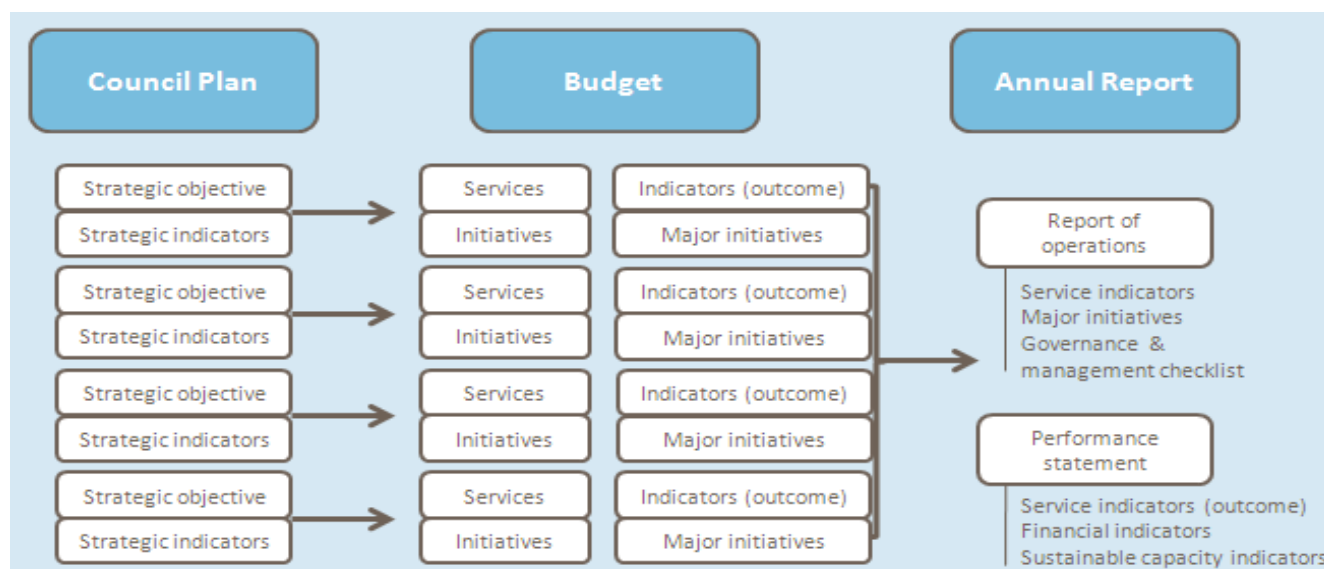 Council Plan
Budget
Annual Report
Strategic objective
Strategic indicators
Services
Initiatives
Indicators (outcome)
Major initiatives
Strategic objective
Strategic indicators
Services
Initiatives
Indicators (outcome)
Major initiatives
Strategic objective
Strategic indicators
Services
Initiatives
Indicators (outcome)
Major initiatives
Strategic objective
Strategic indicators
Services
Initiatives
Indicators (outcome)
Major initiatives
Report of
operations
Service indicators
Major initiatives
Governance &
management checklist
Performance
statement
Service indicators (outcome)
Financial indicators
Sustainable capacity indicators